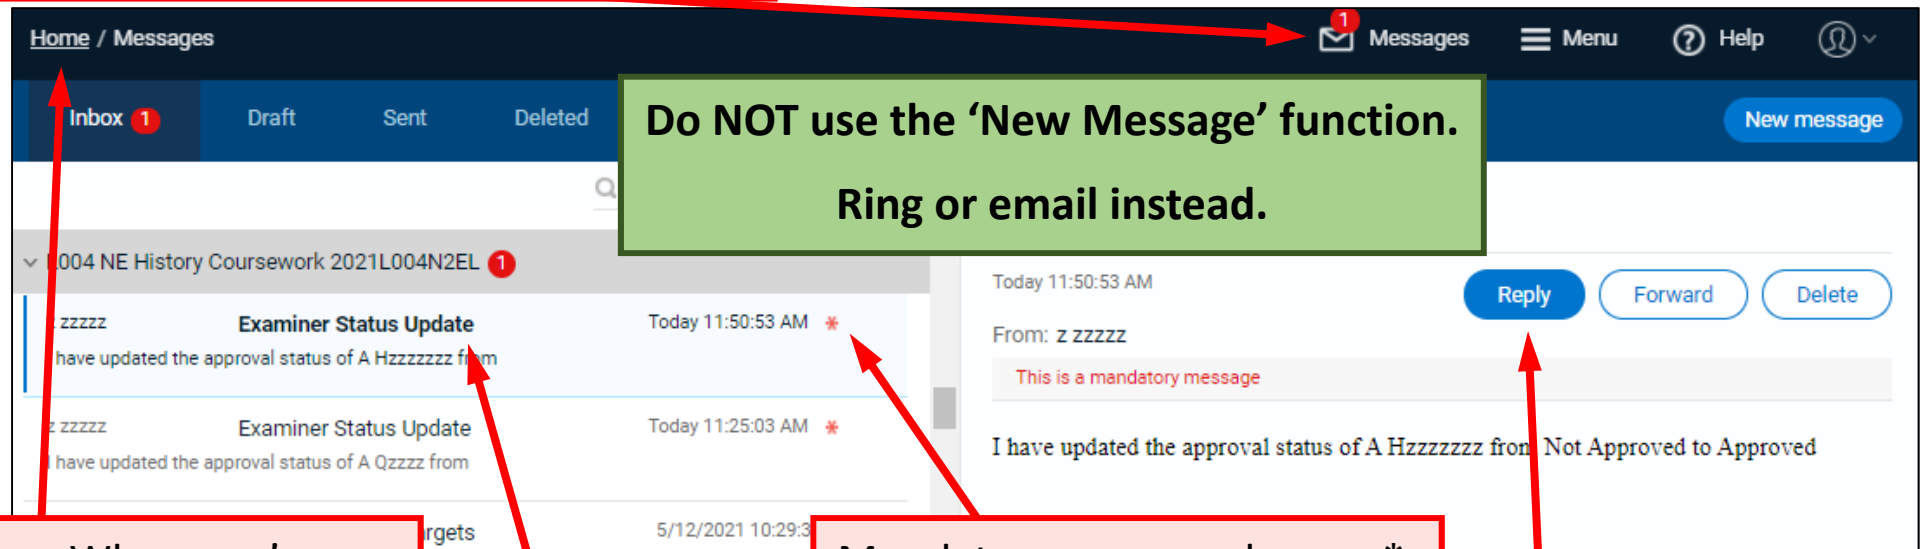 Home / Messages
1
Messages
Menu
? Help
Inbox 1
Draft
Sent
Deleted
New message
Do NOT use the ‘New Message’ function.
Ring or email instead.
L004 NE History Coursework 2021L004N2EL 1
z zzzzz
Examiner Status Update
Today 11:50:53 AM *
have updated the approval status of A Hzzzzzzz from
z zzzzz
Examiner Status Update
Today 11:25:03 AM *
I have updated the approval status of A Qzzzz from
5/12/2021 10:29:3
Today 11:50:53 AM
Reply
Forward
Delete
From: z zzzzz
This is a mandatory message
I have updated the approval status of A Hzzzzzzz from Not Approved to Approved